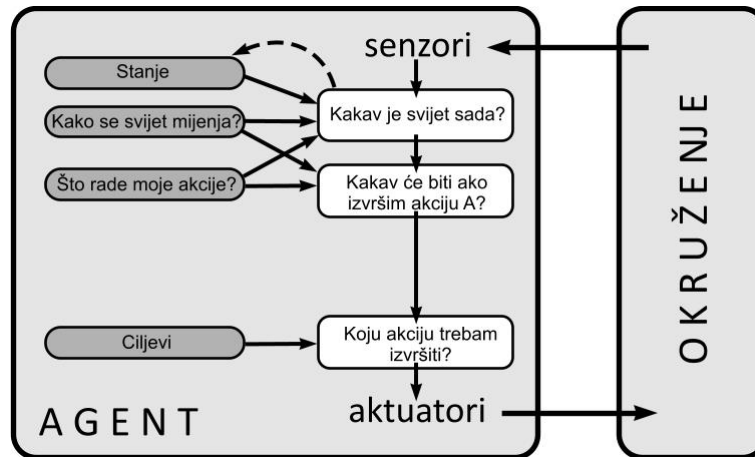 senzori
Stanje
Kako se svijet mijenja?
Kakav je svijet sada?
Što rade moje akcije?
Kakav će biti ako
izvršim akciju A?
Ciljevi
Koju akciju trebam
izvršiti?
aktuatori
AGENT
OKRUŽENJE